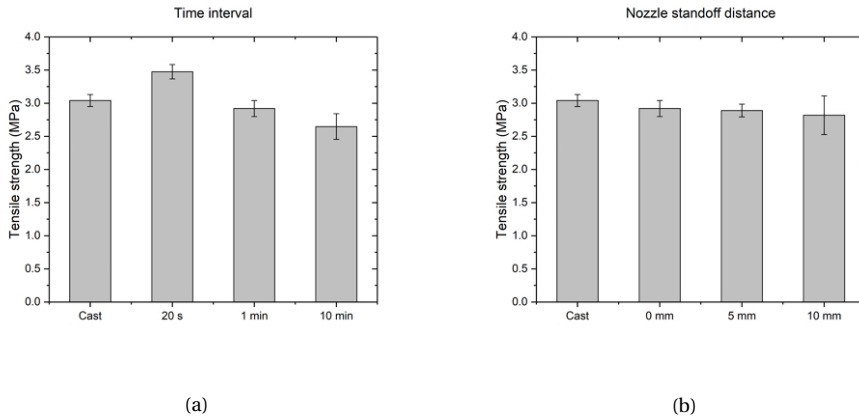 Time interval
Tensile strength (MPa)
4.0
3.5
3.0
2.5
2.0
1.5
1.0
0.5
0.0
Cast 20 s 1 min 10 min
(a)
Nozzle standoff distance
Tensile strength (MPa)
4.0
3.5
3.0
2.5
2.0
1.5
1.0
0.5
0.0
Cast 0 mm 5 mm 10 mm
(b)